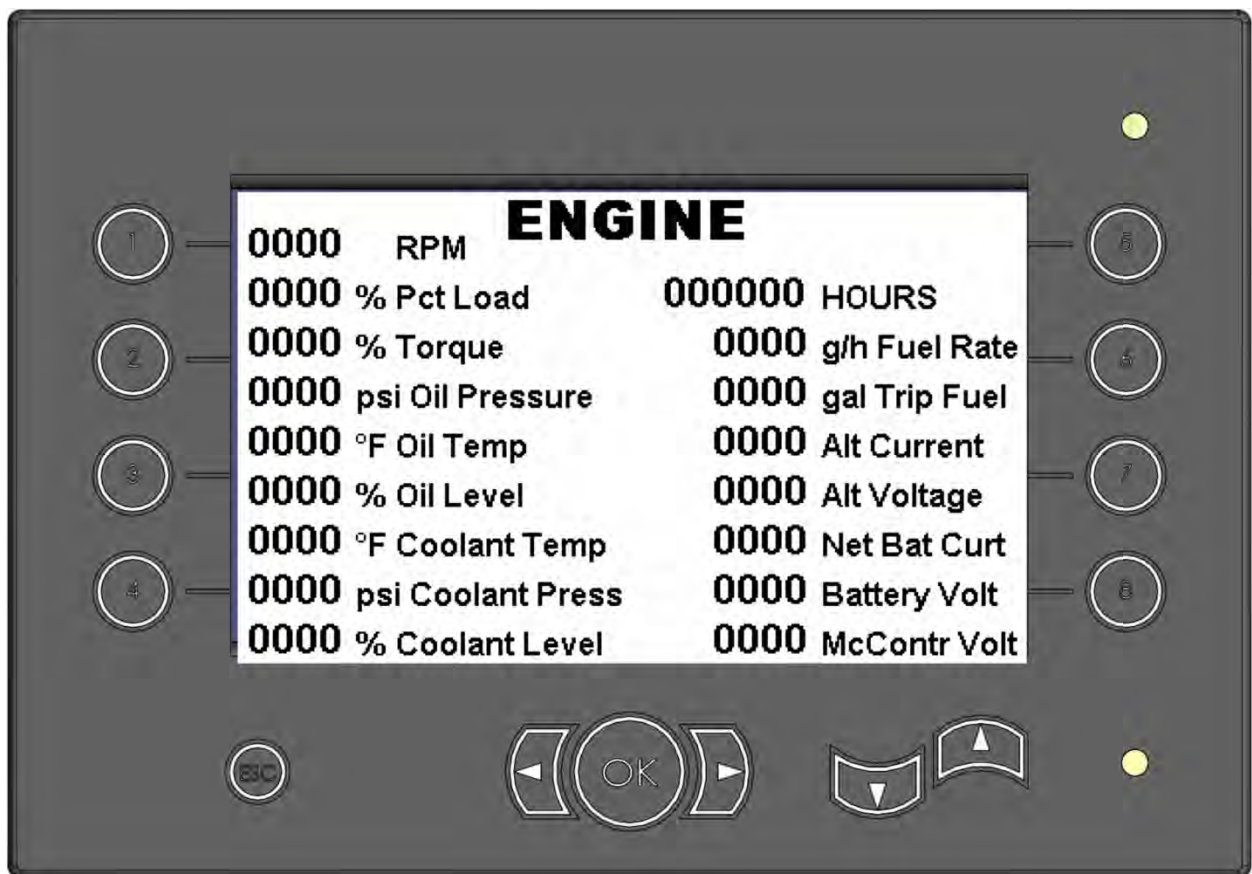 ENGINE
0000 RPM
0000 % Pct Load
000000 HOURS
0000 % Torque
0000 g/h Fuel Rate
0000 psi Oil Pressure
0000 gal Trip Fuel
0000 °F Oil Temp
0000 Alt Current
0000 % Oil Level
0000 Alt Voltage
0000 °F Coolant Temp
0000 Net Bat Curt
0000 psi Coolant Press
0000 Battery Volt
0000 % Coolant Level
0000 McContr Volt
1
2
3
4
5
6
7
8
ESC
OK